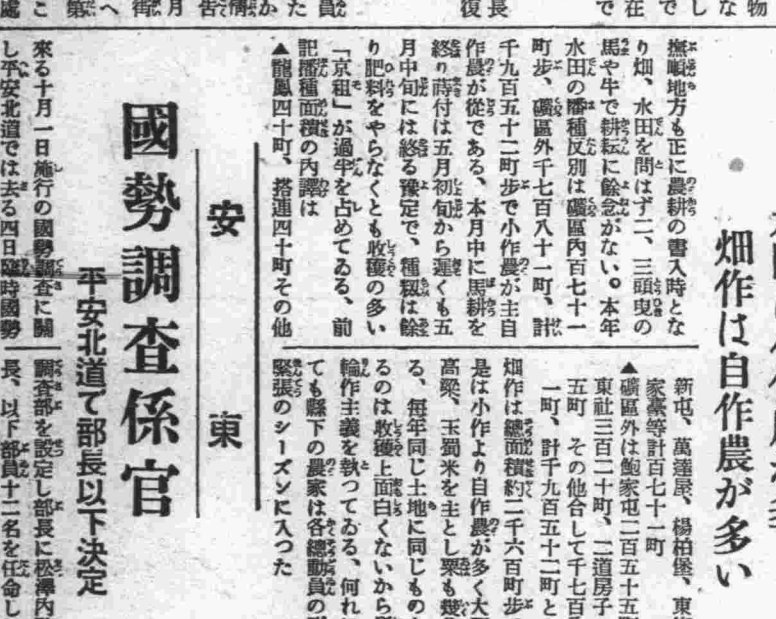 畑作は自作農が多い
撫順地方も正に農耕の書入時とな
り畑、水田を問はず二、三頭曳の
馬や牛で耕耘に餘念がない。本年
水田の播種反別は礦區內百七十一
町步、礦區外千七百八十一町、計
千九百五十二町步で小作農が主自
作農が從である、本月中に馬耕を
終り蒔付は五月初旬から遲くも五
月中旬には終る豫定で、種籾は餘
り肥料をやらなくとも收穫の多い
「京租」が過半を占めてゐる、前
記播種面積の內譯は
▲龍鳳四十町、搭連四十町その他
新屯、萬達屋、楊柏堡、東
家臺等計百七十一町
▲礦區外は鮑家屯二百五十五
東社三百二十町、二道房子
五町 その他合して千七百
一町、計千九百五十二町と
畑作は總面積約二千六百町步
是は小作より自作農が多く大
高粱、玉蜀米を主とし粟も幾
る、每年同じ土地に同じもの
るのは收穫上面白くないから
輪作主義を執つてゐる、何れ
ても縣下の農家は各總動員の
緊張のシーズンに入つた
安東
國勢調査係官
平安北道で部長以下決定
來る十月一日施行の國勢調査に關
し平安北道では去る四日臨時國勢
調査部を設定し部長に松澤內
長、以下部員十二名を任命し